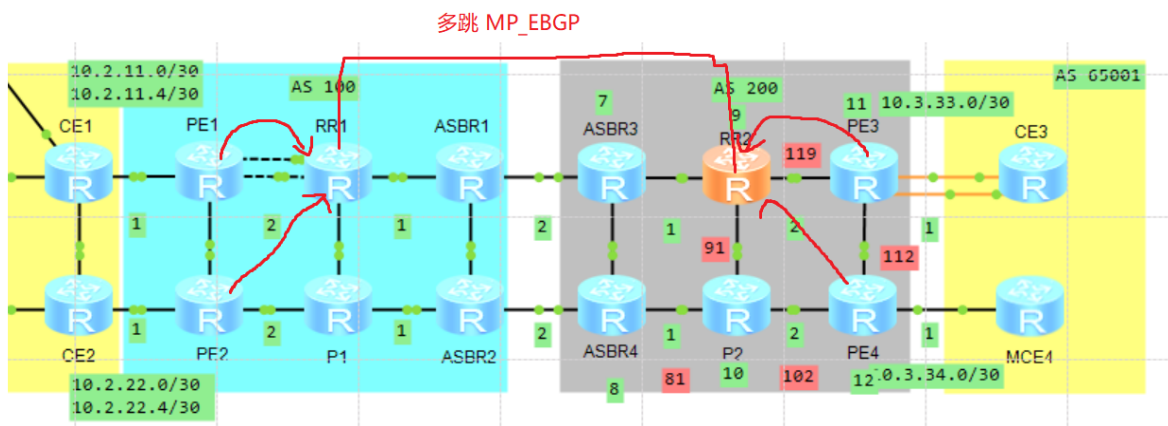 多跳 MP_EBGP
10.2.11.0/30
10.2.11.4/30
AS 100
AS 200
AS 65001
CE1
PE1
RR1
ASBR1
7
ASBR3
9
RR2
11
PE3
10.3.33.0/30
CE3
R
R
R
R
R
119
R
R
R
1
2
1
2
1
2
1
91
112
R
R
R
R
R
R
R
R
1
2
1
2
1
2
1
CE2
PE2
P1
ASBR2
ASBR4
P2
PE4
MCE4
10.2.22.0/30
10.2.22.4/30
8
81
10
102
12
10.3.34.0/30